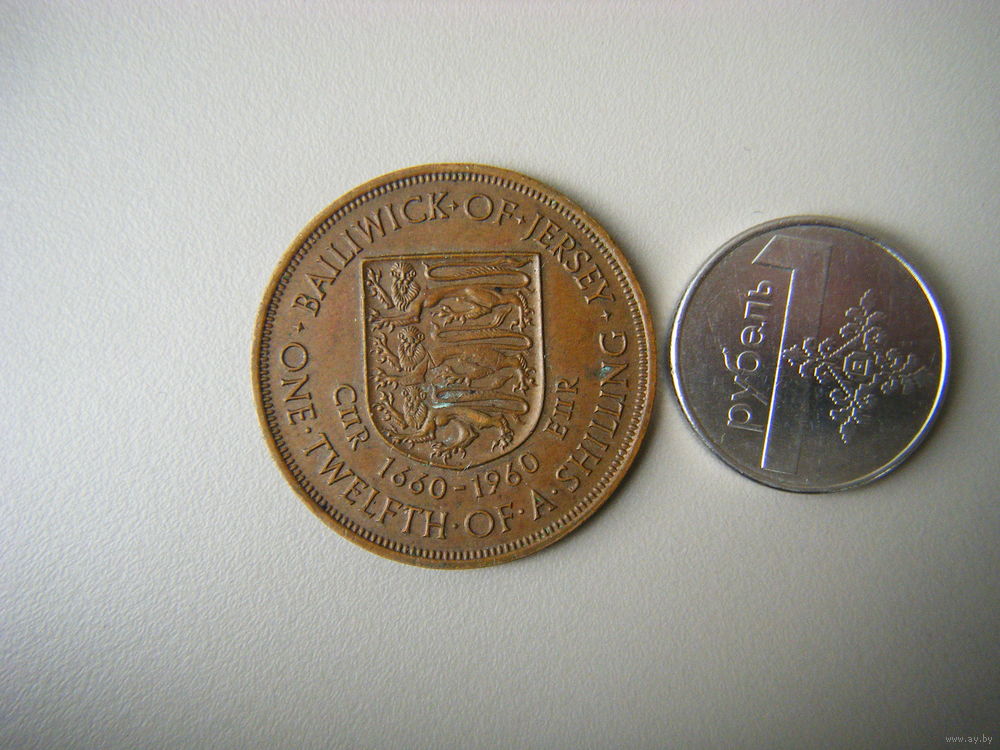 BAILIWICK · OF · JERSEY ·
ONE · TWELFTH · OF · A · SHILLING
CIIR EIIR
1660-1960
1
рубель
www.ay.by